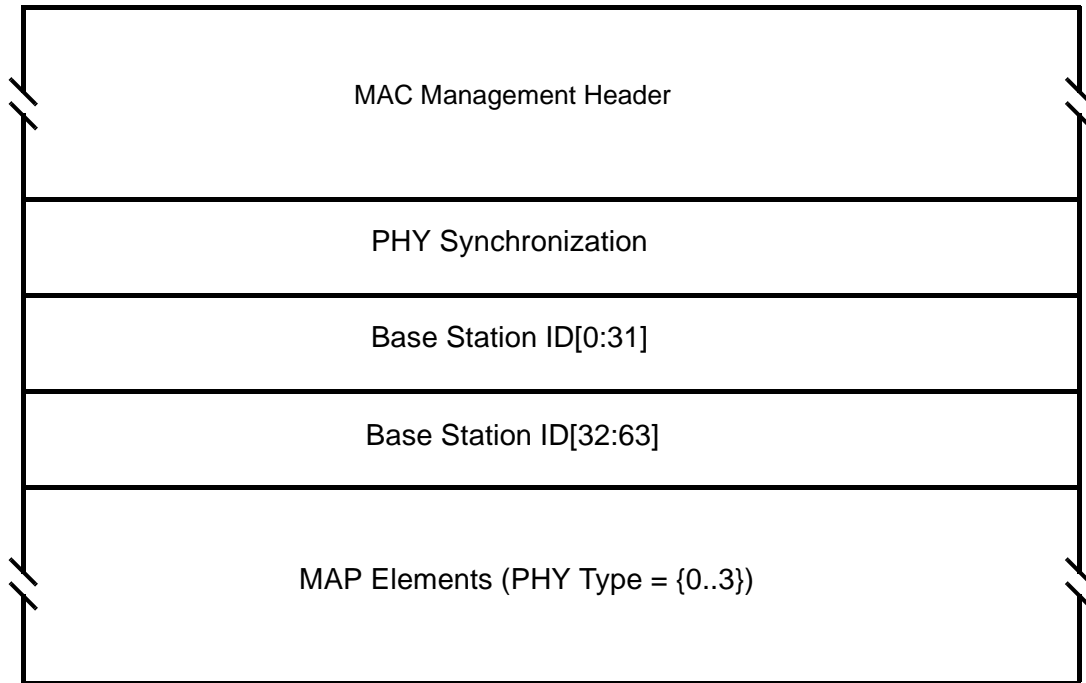 MAC Management Header
PHY Synchronization
Base Station ID[0:31]
Base Station ID[32:63]
MAP Elements (PHY Type = {0..3})